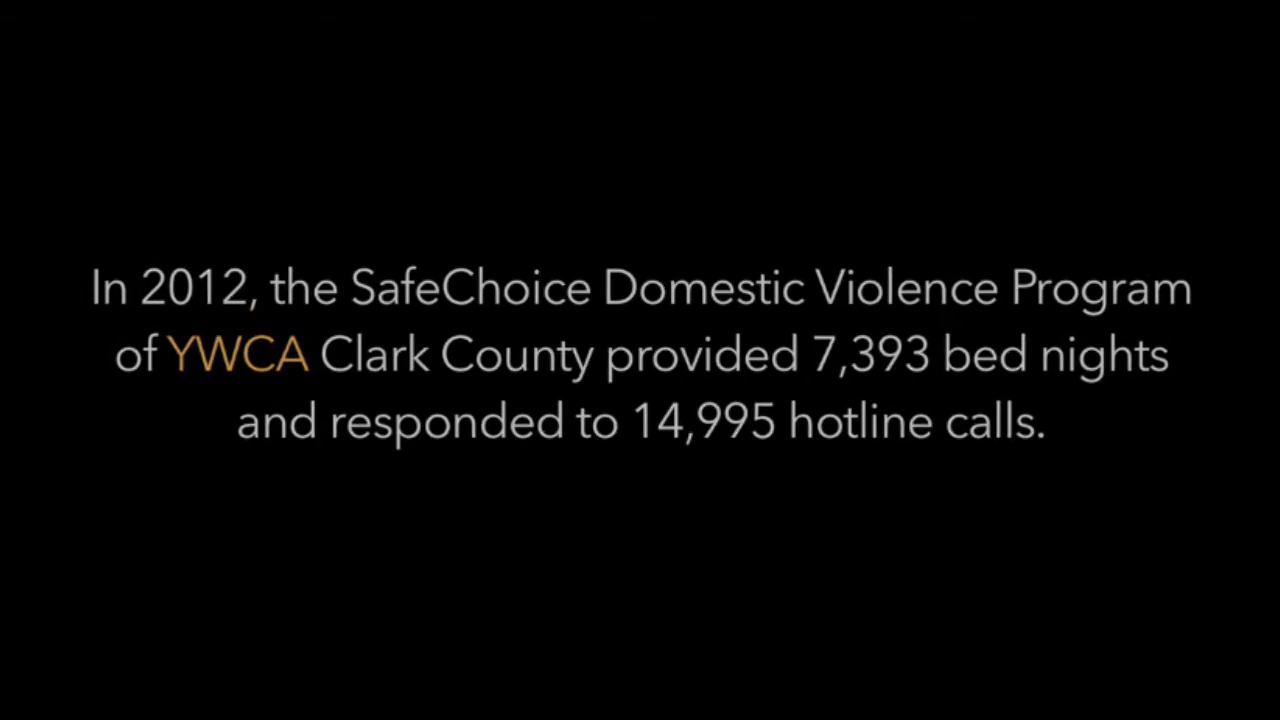 In 2012, the SafeChoice Domestic Violence Program
of YWCA Clark County provided 7,393 bed nights
and responded to 14,995 hotline calls.